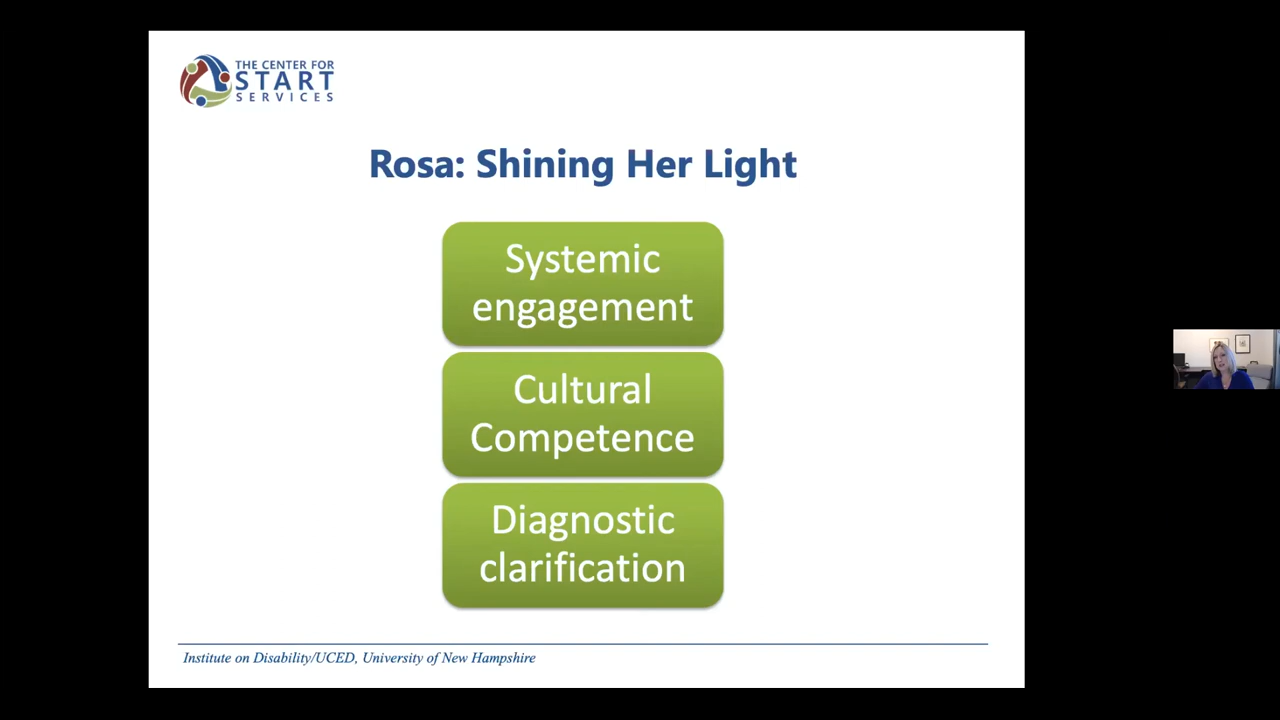 THE CENTER FOR
START
SERVICES
Rosa: Shining Her Light
Systemic
engagement
Cultural
Competence
Diagnostic
clarification
Institute on Disability/UCED, University of New Hampshire